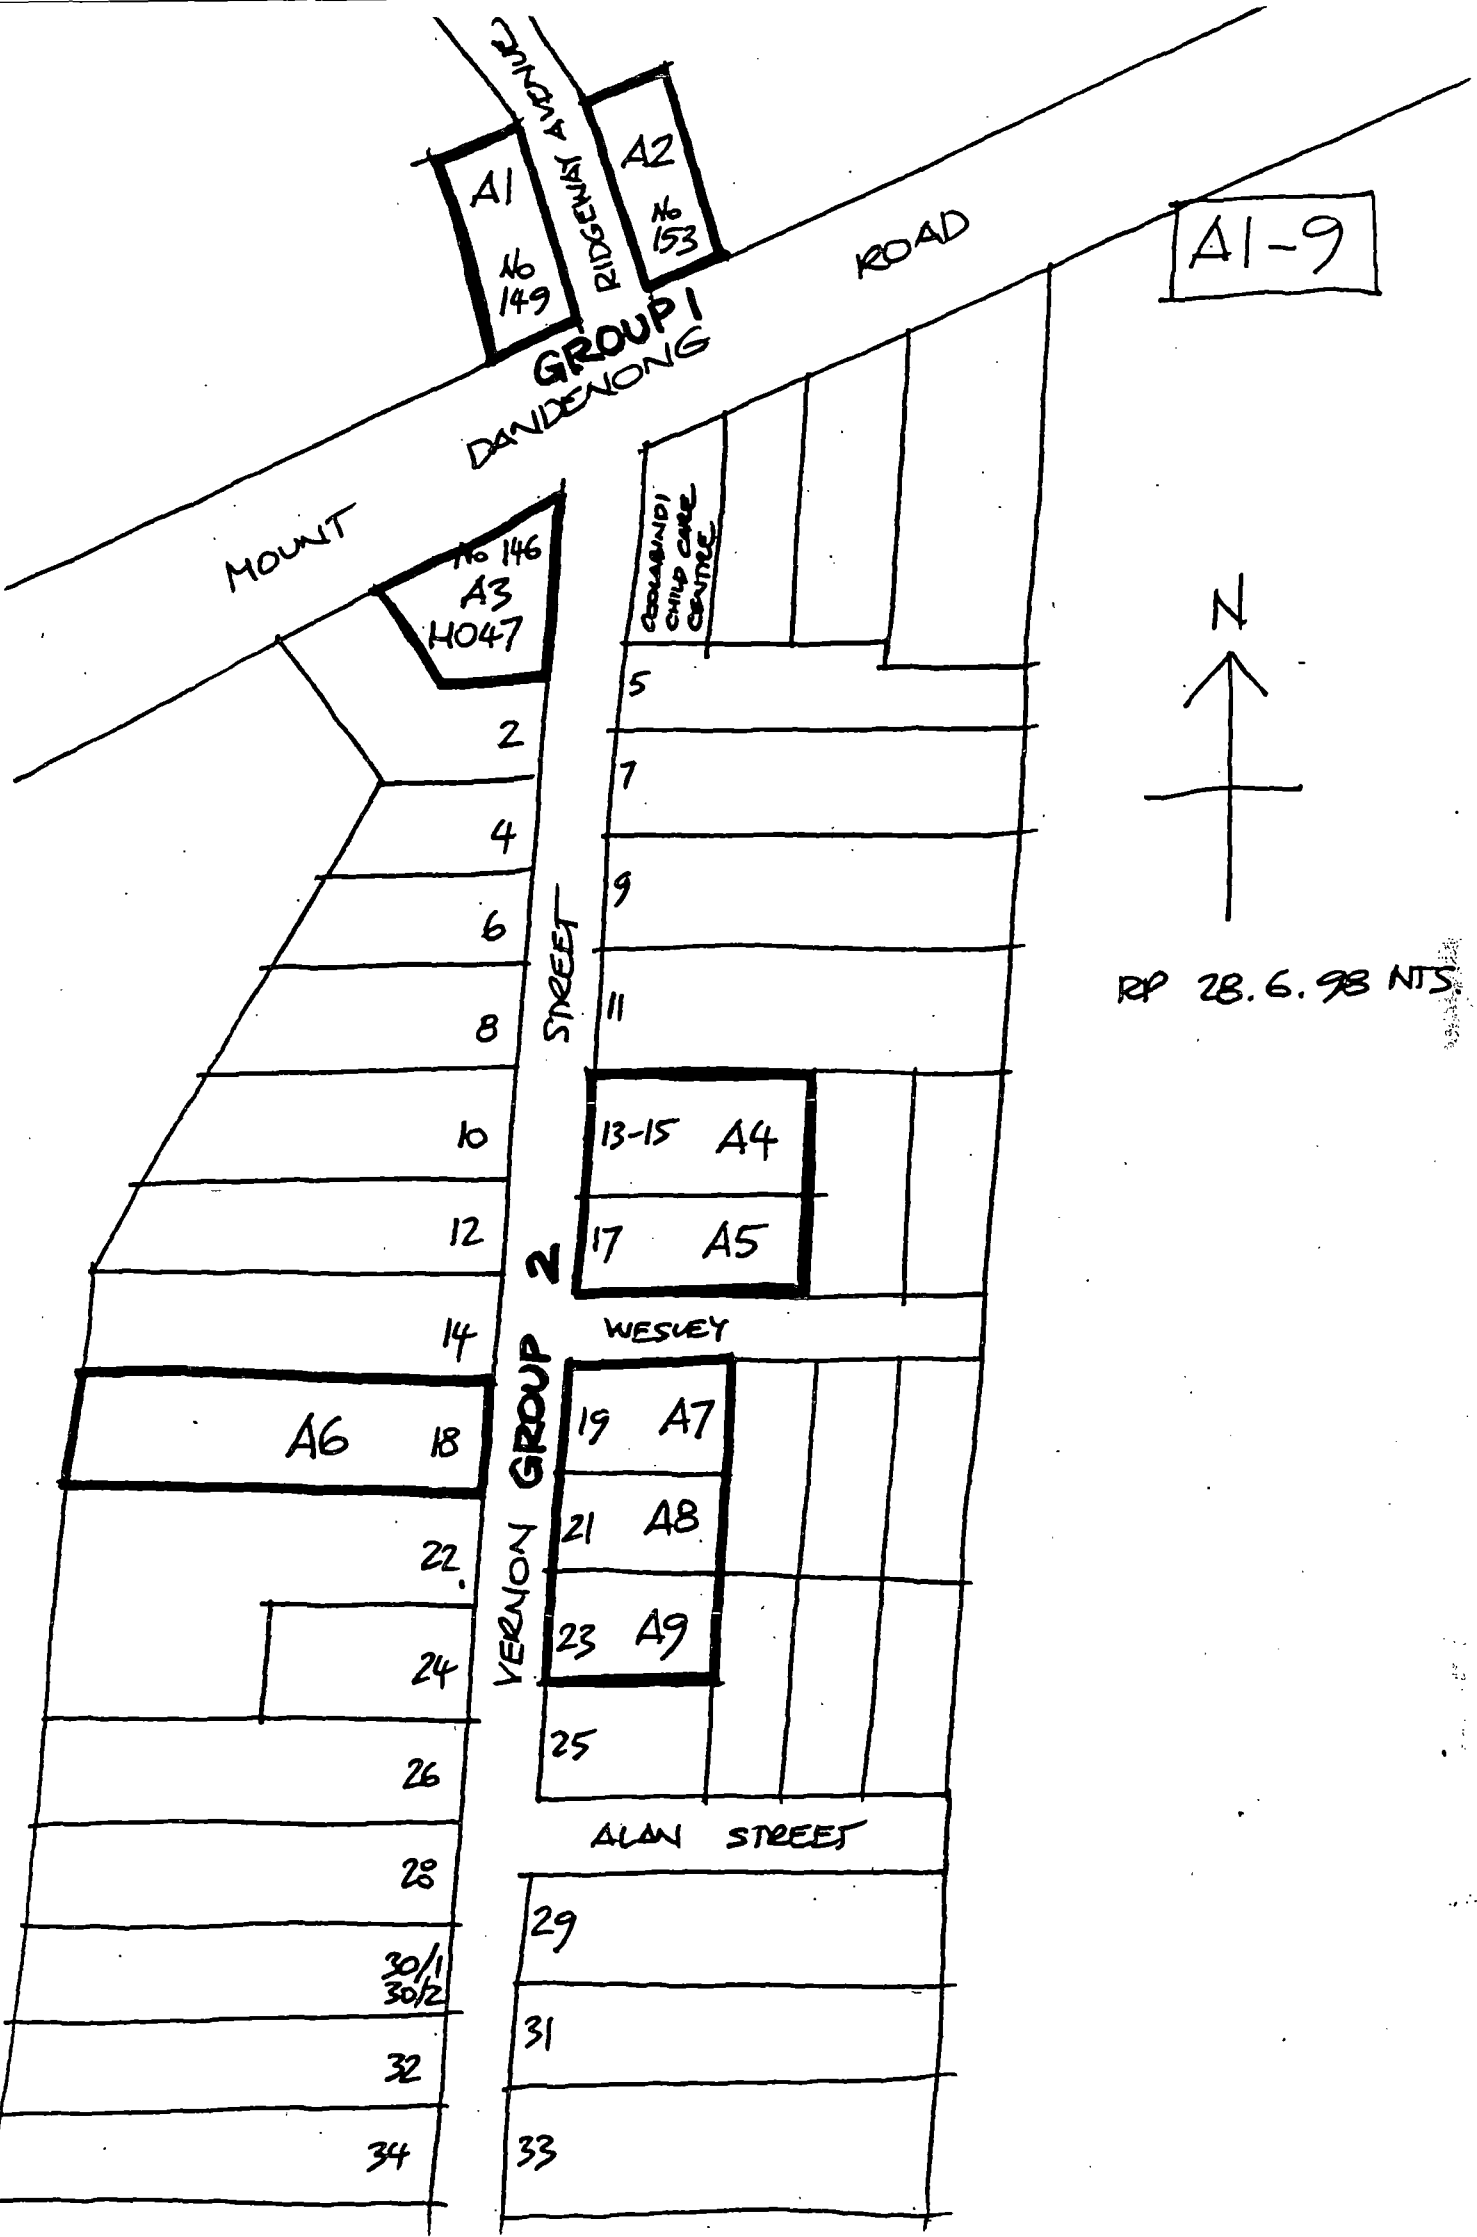 RIDGEWAY AVENUE
A1
No
149
A2
No
153
A1-9
MOUNT DANDENONG ROAD
GROUP 1
No 146
A3
HO47
COOLABINDI
CHILD CARE
CENTRE
N
RP 28.6.98 NTS.
2
4
6
8
10
12
14
A6 18
22
24
26
28
30/1
30/2
32
34
VERNON STREET
GROUP 2
5
7
9
11
13-15 A4
17 A5
WESLEY
19 A7
21 A8
23 A9
25
ALAN STREET
29
31
33